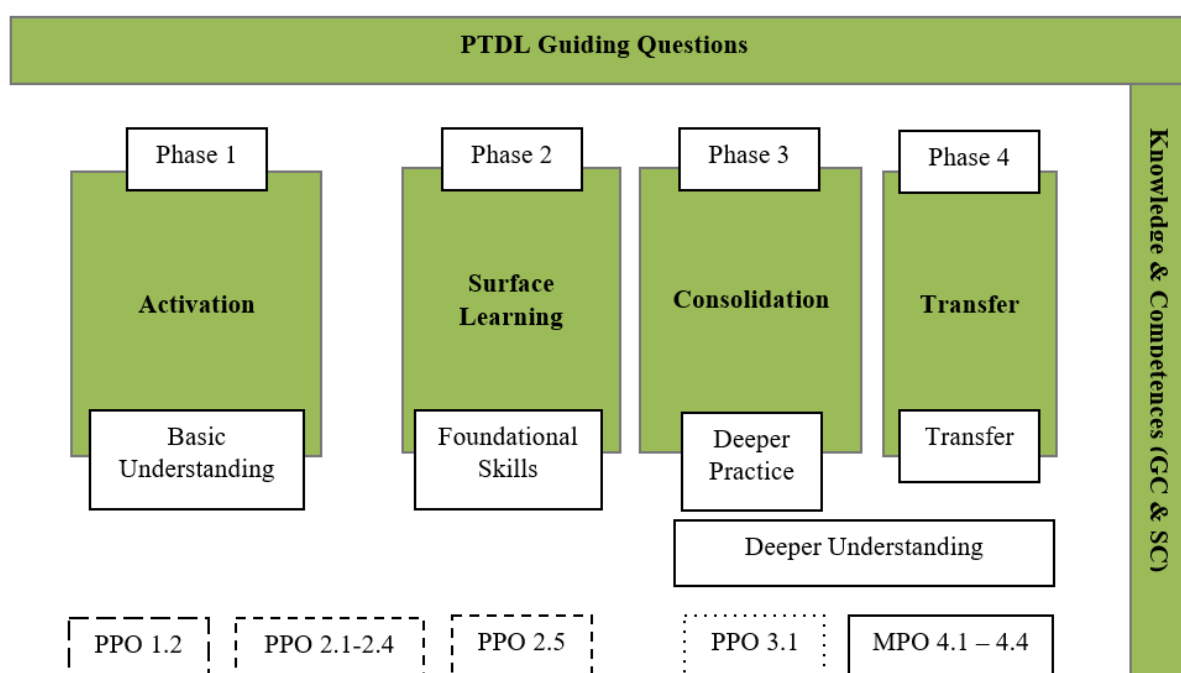 PTDL Guiding Questions
Phase 1
Phase 2
Phase 3
Phase 4
Activation
Surface
Learning
Consolidation
Transfer
Basic
Understanding
Foundational
Skills
Deeper
Practice
Transfer
Deeper Understanding
PPO 1.2
PPO 2.1-2.4
PPO 2.5
PPO 3.1
MPO 4.1 – 4.4
Knowledge & Competences (GC & SC)